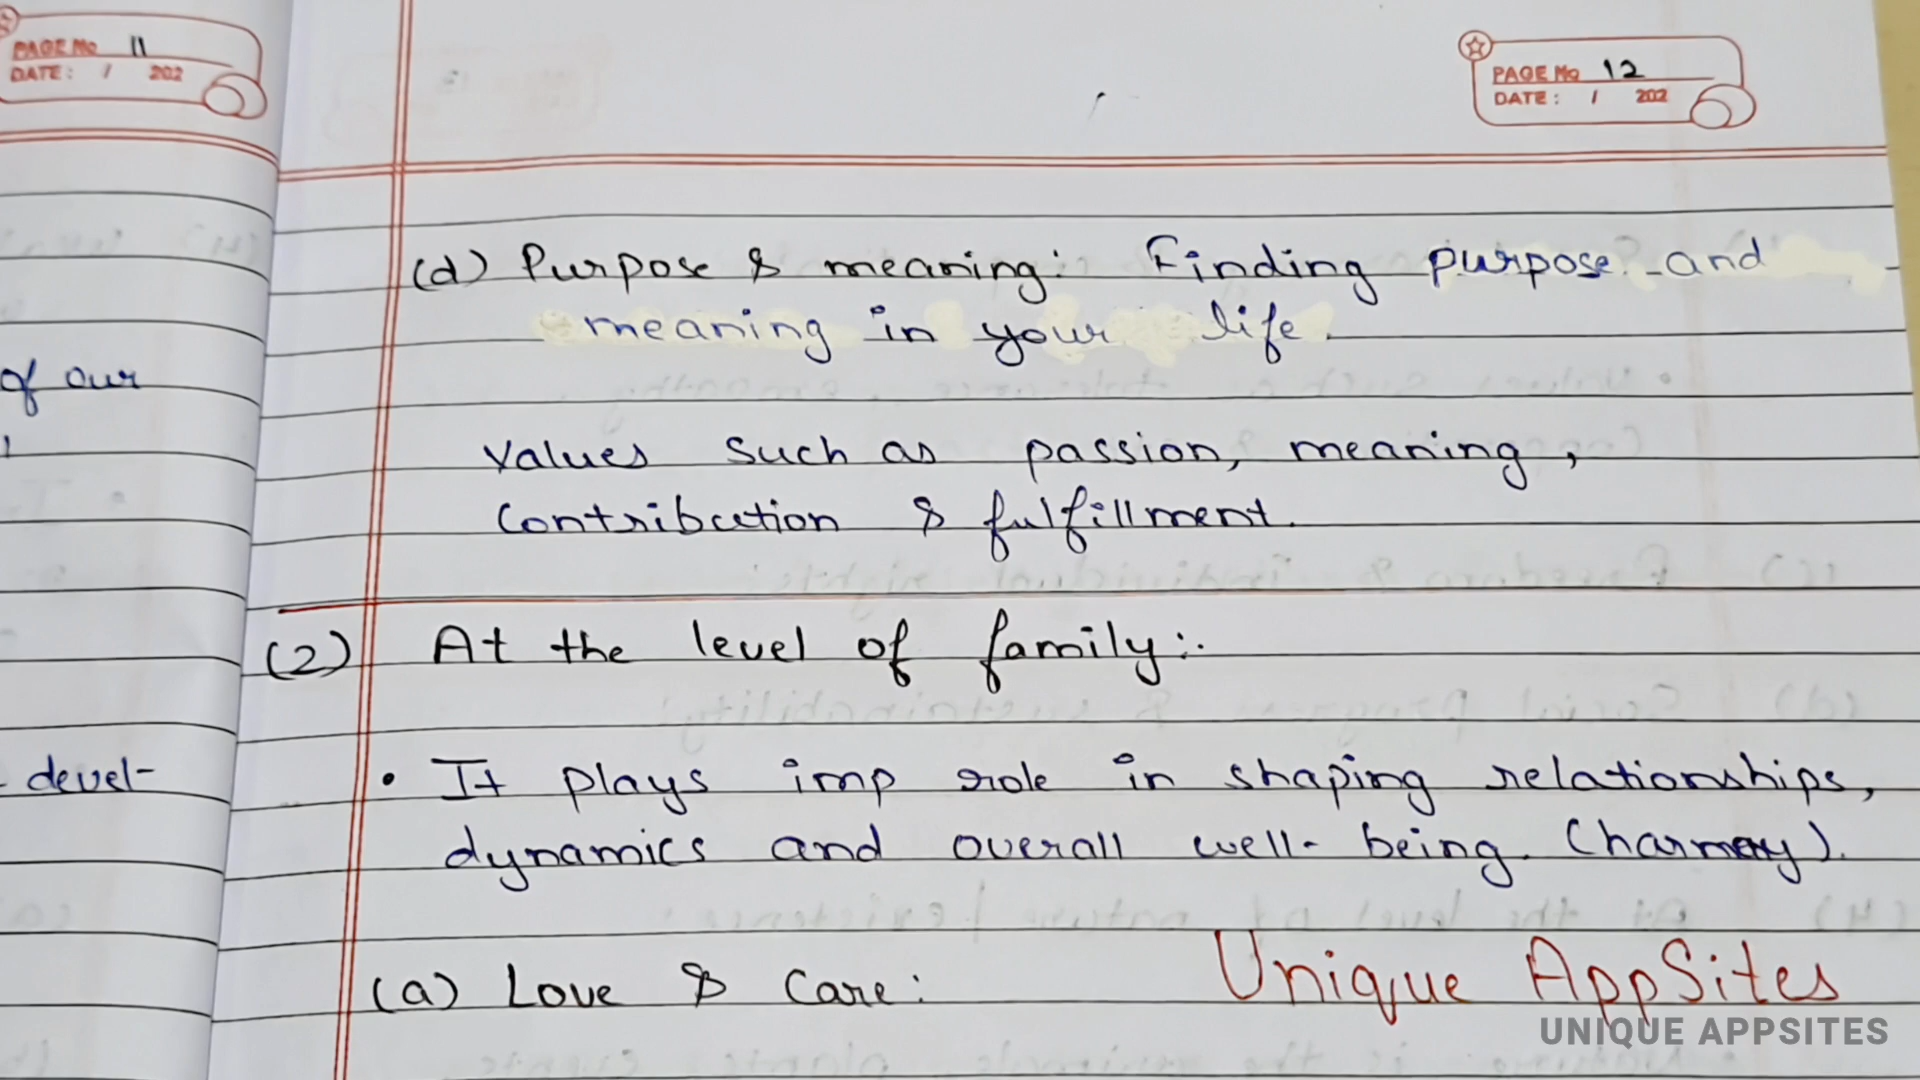 PAGE No 11
DATE: / 202
of our
devel-
PAGE No 12
DATE: / 202
(d) Purpose & meaning: Finding purpose and
meaning in your life.
Values such as passion, meaning,
Contribution & fulfillment.
(2) At the level of family:
• It plays imp role in shaping relationships,
dynamics and overall well-being. (harmony).
(a) Love & Care:
Unique AppSites
UNIQUE APPSITES